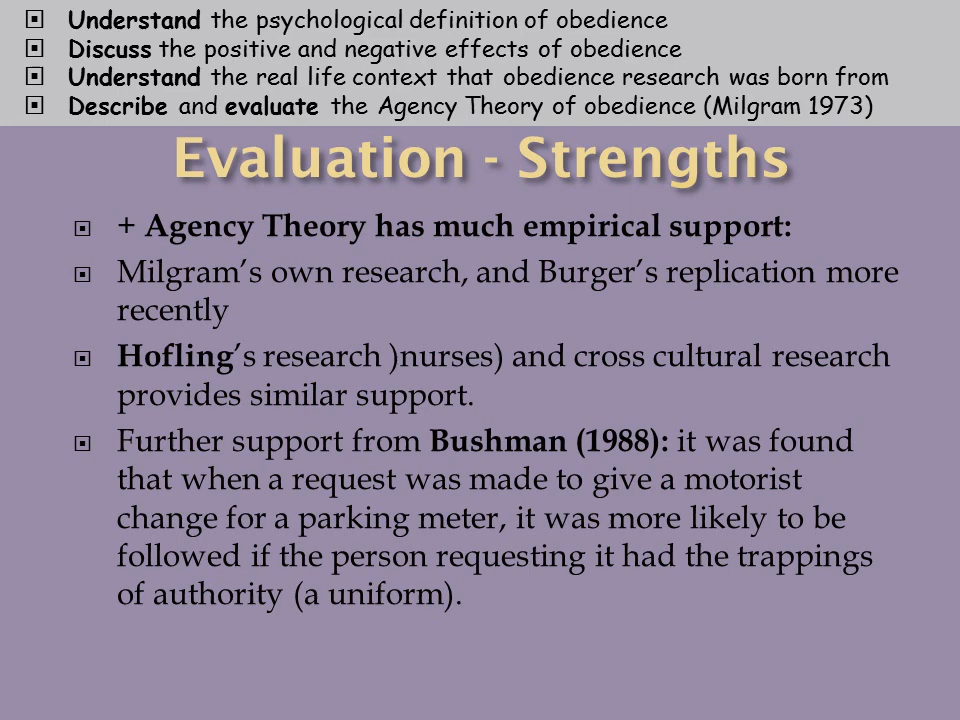 Understand the psychological definition of obedience
Discuss the positive and negative effects of obedience
Understand the real life context that obedience research was born from
Describe and evaluate the Agency Theory of obedience (Milgram 1973)
Evaluation - Strengths
+ Agency Theory has much empirical support:
Milgram’s own research, and Burger’s replication more
recently
Hofling’s research )nurses) and cross cultural research
provides similar support.
Further support from Bushman (1988): it was found
that when a request was made to give a motorist
change for a parking meter, it was more likely to be
followed if the person requesting it had the trappings
of authority (a uniform).